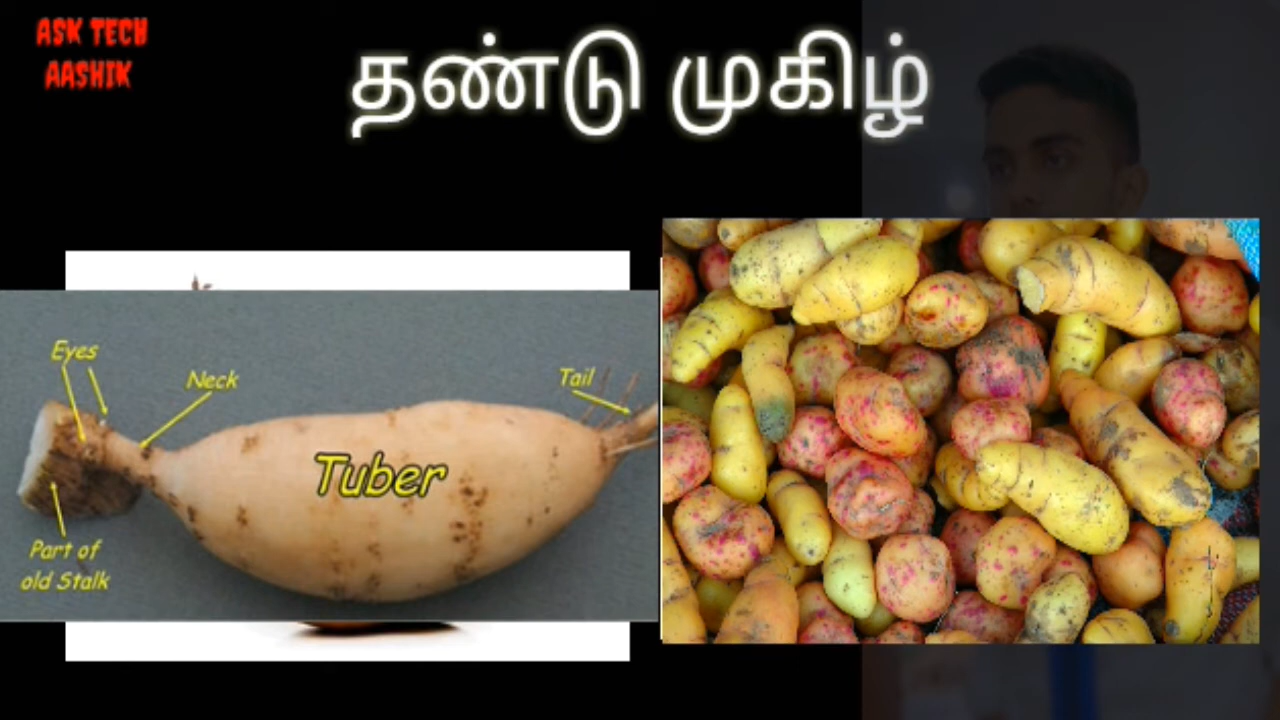 ASK TECH
AASHIK
தண்டு முகிழ்
Eyes
Neck
Tail
Tuber
Part of
old Stalk